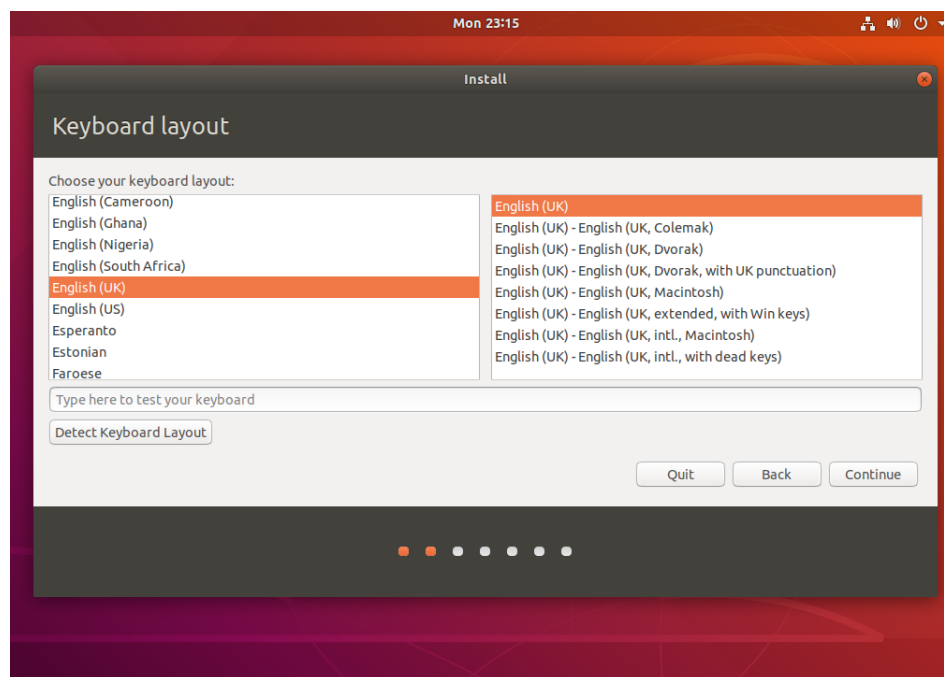 Mon 23:15
Install
Keyboard layout
Choose your keyboard layout:
English (Cameroon)
English (Ghana)
English (Nigeria)
English (South Africa)
English (UK)
English (US)
Esperanto
Estonian
Faroese
English (UK)
English (UK) - English (UK, Colemak)
English (UK) - English (UK, Dvorak)
English (UK) - English (UK, Dvorak, with UK punctuation)
English (UK) - English (UK, Macintosh)
English (UK) - English (UK, extended, with Win keys)
English (UK) - English (UK, intl., Macintosh)
English (UK) - English (UK, intl., with dead keys)
Type here to test your keyboard
Detect Keyboard Layout
Quit
Back
Continue